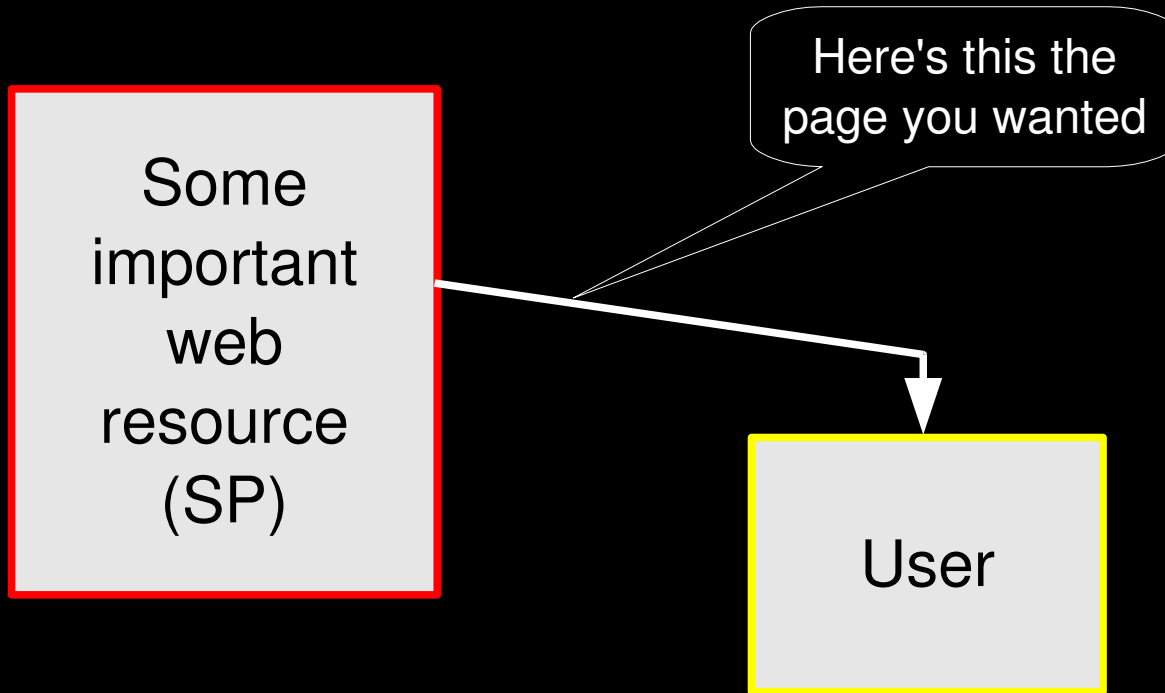 Here's this the
page you wanted
Some
important
web
resource
(SP)
User